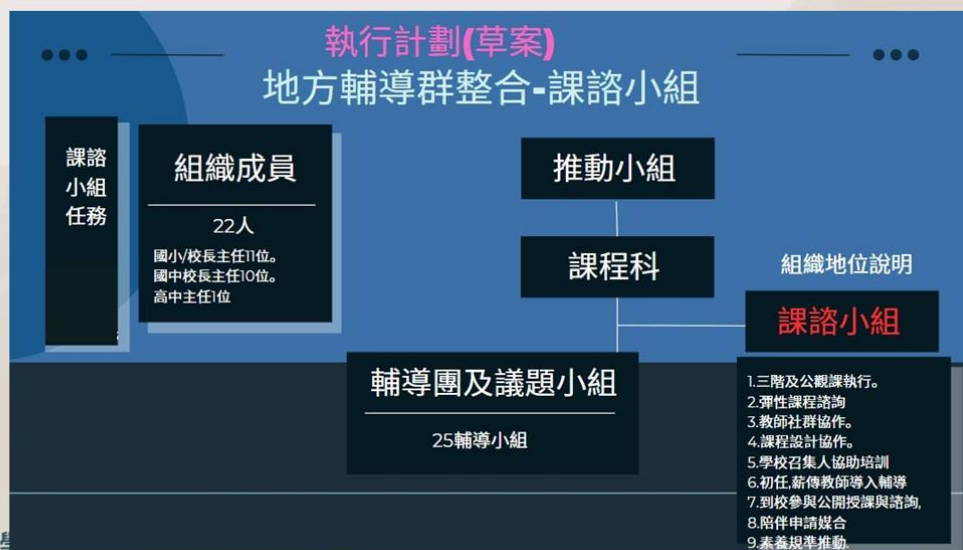 執行計劃(草案)
地方輔導群整合-課諮小組
課諮
小組
任務
組織成員
22人
國小/校長主任11位。
國中校長主任10位。
高中主任1位
推動小組
課程科
輔導團及議題小組
25輔導小組
組織地位說明
課諮小組
1.三階及公觀課執行。
2.彈性課程諮詢
3.教師社群協作。
4.課程設計協作。
5.學校召集人協助培訓
6.初任,薪傳教師導入輔導
7.到校參與公開授課與諮詢,
8.陪伴申請媒合
9.素養規準推動.